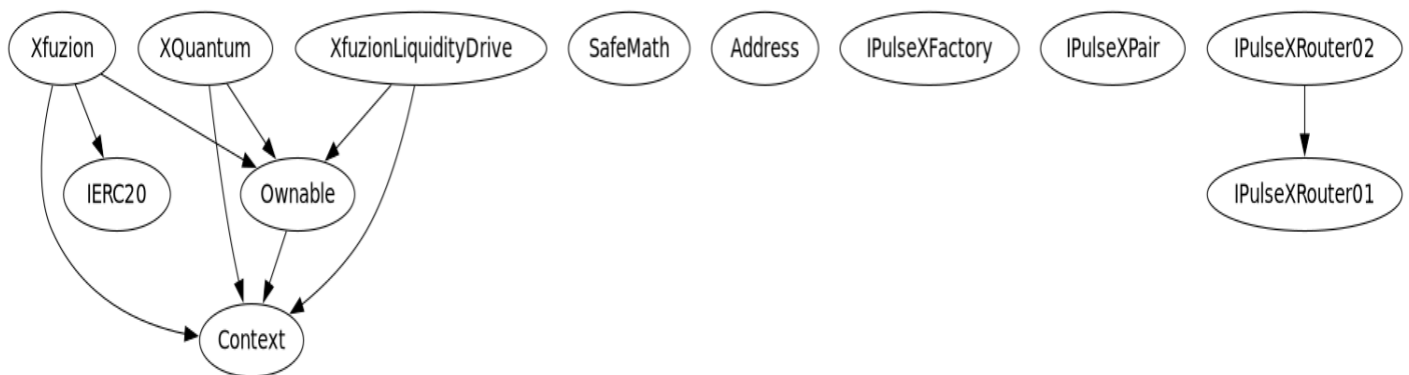 Xfuzion
XQuantum
XfuzionLiquidityDrive
SafeMath
Address
IPulseXFactory
IPulseXPair
IPulseXRouter02
IERC20
Ownable
IPulseXRouter01
Context